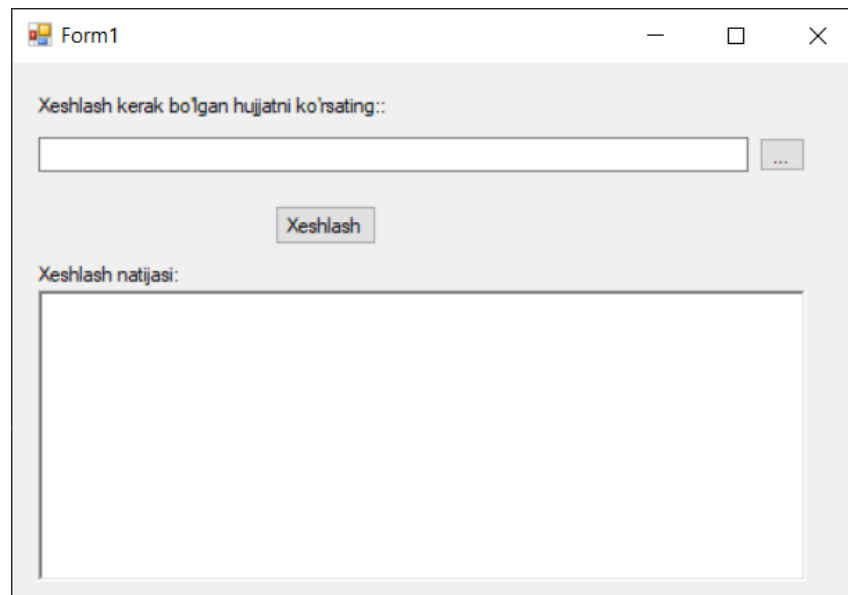 Form1
Xeshlash kerak bo'lgan hujjatni ko'rsating::
...
Xeshlash
Xeshlash natijasi: